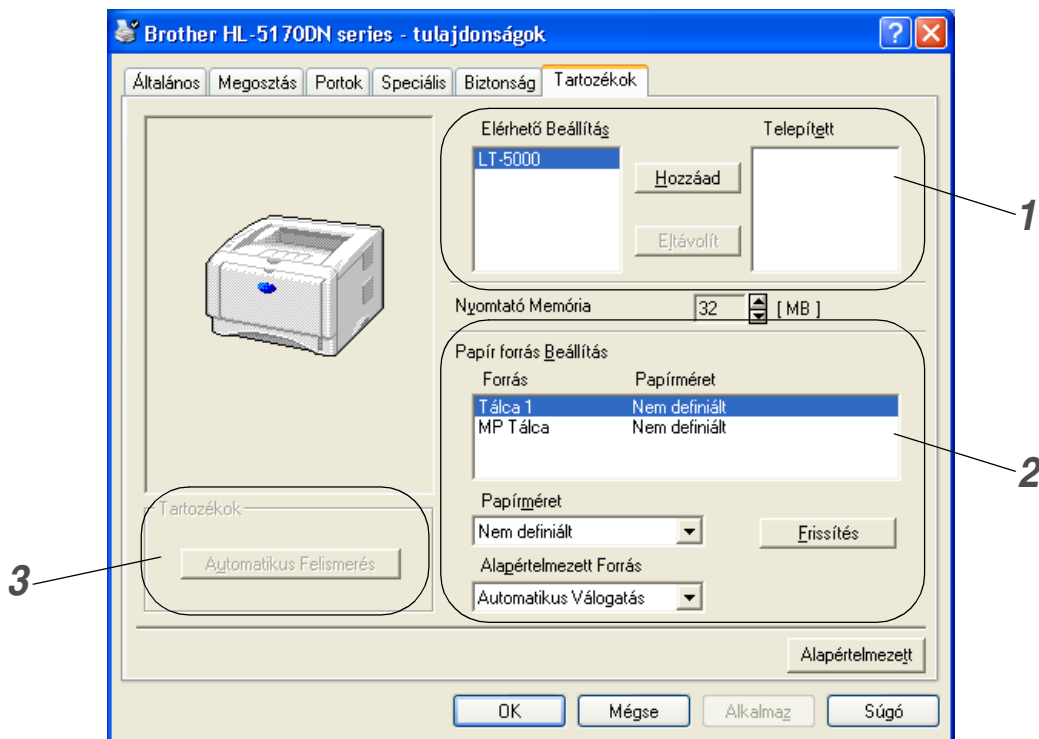 Brother HL-5170DN series - tulajdonságok
Általános Megosztás Portok Speciális Biztonság Tartozékok
Elérhető Beállítás Telepített
LT-5000
Hozzáad
Eltávolít
1
Nyomtató Memória 32 [ MB ]
Papír forrás Beállítás
Forrás Papírméret
Tálca 1 Nem definiált
MP Tálca Nem definiált
2
Papírméret
Nem definiált Frissítés
Alapértelmezett Forrás
Automatikus Válogatás
Tartozékok
Automatikus Felismerés
3
Alapértelmezett
OK Mégse Alkalmaz Súgó